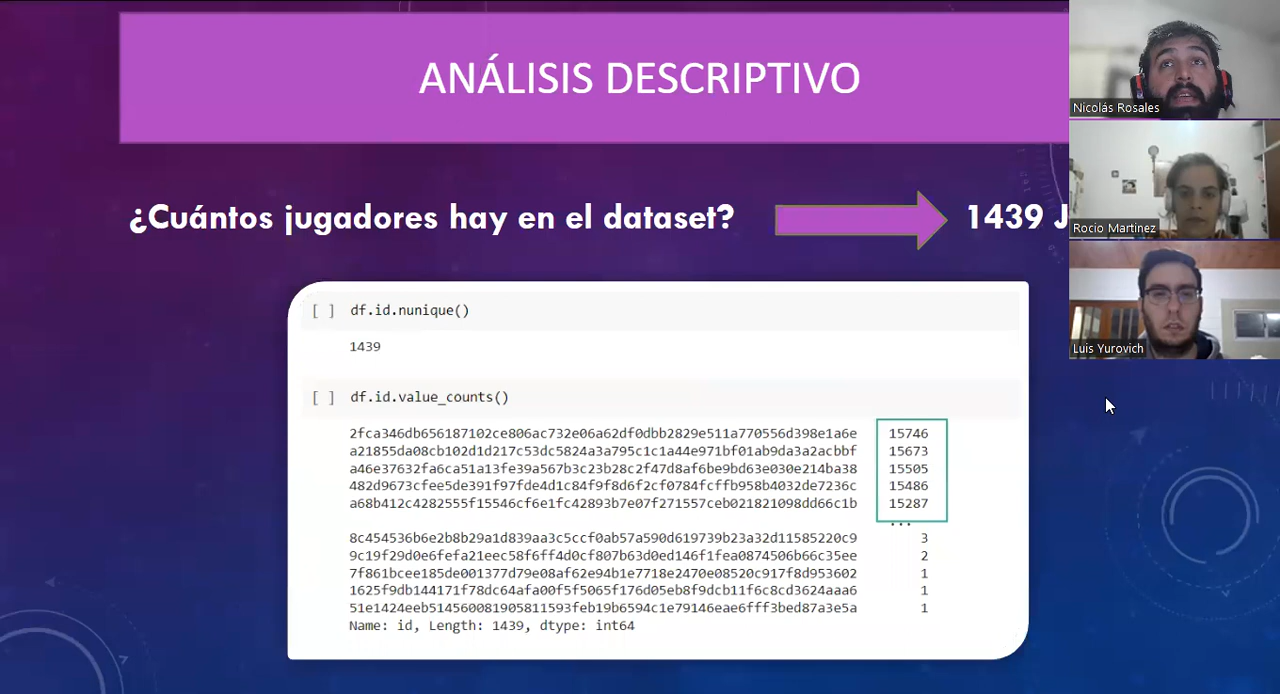 ANÁLISIS DESCRIPTIVO
¿Cuántos jugadores hay en el dataset?
1439 J
[ ] df.id.nunique()
1439
[ ] df.id.value_counts()
2fca346db656187102ce806ac732e06a62df0dbb2829e511a770556d398e1a6e 15746
a21855da08cb102d1d217c53dc5824a3a795c1c1a44e971bf01ab9da3a2acbbf 15673
a46e37632fa6ca51a13fe39a567b3c23b28c2f47d8af6be9bd63e030e214ba38 15505
482d9673cfee5de391f97fde4d1c84f9f8d6f2cf0784fcffb958b4032de7236c 15486
a68b412c4282555f15546cf6e1fc42893b7e07f271557ceb021821098dd66c1b 15287
...
8c454536b6e2b8b29a1d839aa3c5ccf0ab57a590d619739b23a32d11585220c9 3
9c19f29d0e6fefa21eec58f6ff4d0cf807b63d0ed146f1fea0874506b66c35ee 2
7f861bcee185de001377d79e08af62e94b1e7718e2470e08520c917f8d953602 1
1625f9db144171f78dc64afa00f5f5065f176d05eb8f9dcb11f6c8cd3624aaa6 1
51e1424eeb514560081905811593feb19b6594c1e79146eae6fff3bed87a3e5a 1
Name: id, Length: 1439, dtype: int64
Nicolás Rosales
Rocio Martinez
Luis Yurovich